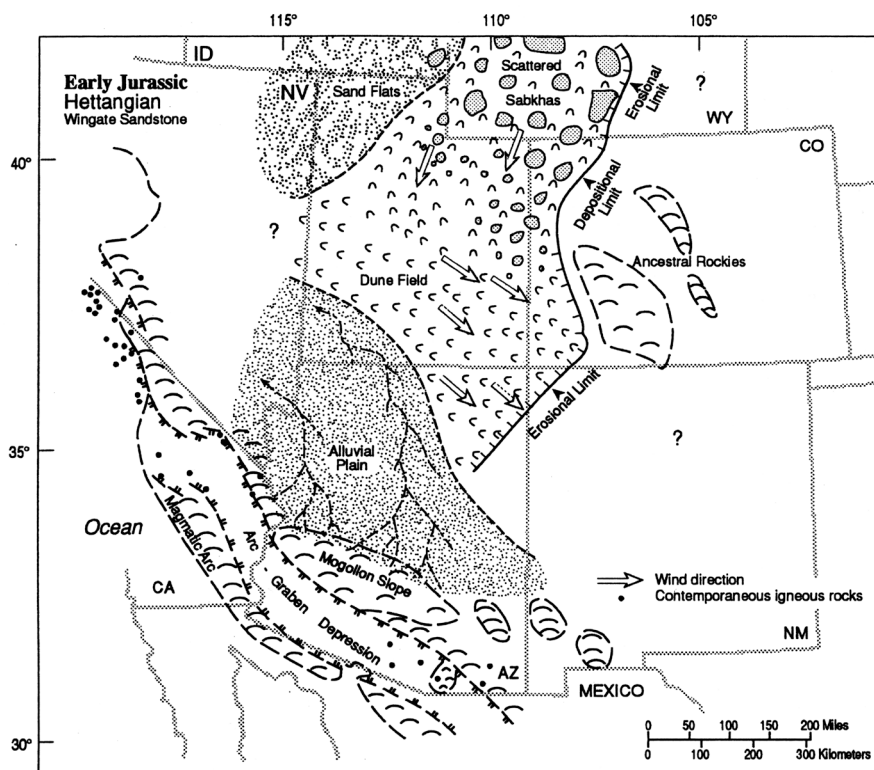 115° 110° 105°
ID
Early Jurassic
Hettangian
Wingate Sandstone
NV
Sand Flats
Scattered
Sabkhas
?
Erosional
Limit
WY
40°
CO
Depositional
Limit
?
Ancestral Rockies
Dune Field
Erosional Limit
?
35°
Alluvial
Plain
Ocean
Magmatic Arc
Arc
Graben
Depression
Mogollon Slope
CA
Wind direction
Contemporaneous igneous rocks
NM
AZ
MEXICO
30°
0 50 100 150 200 Miles
0 100 200 300 Kilometers